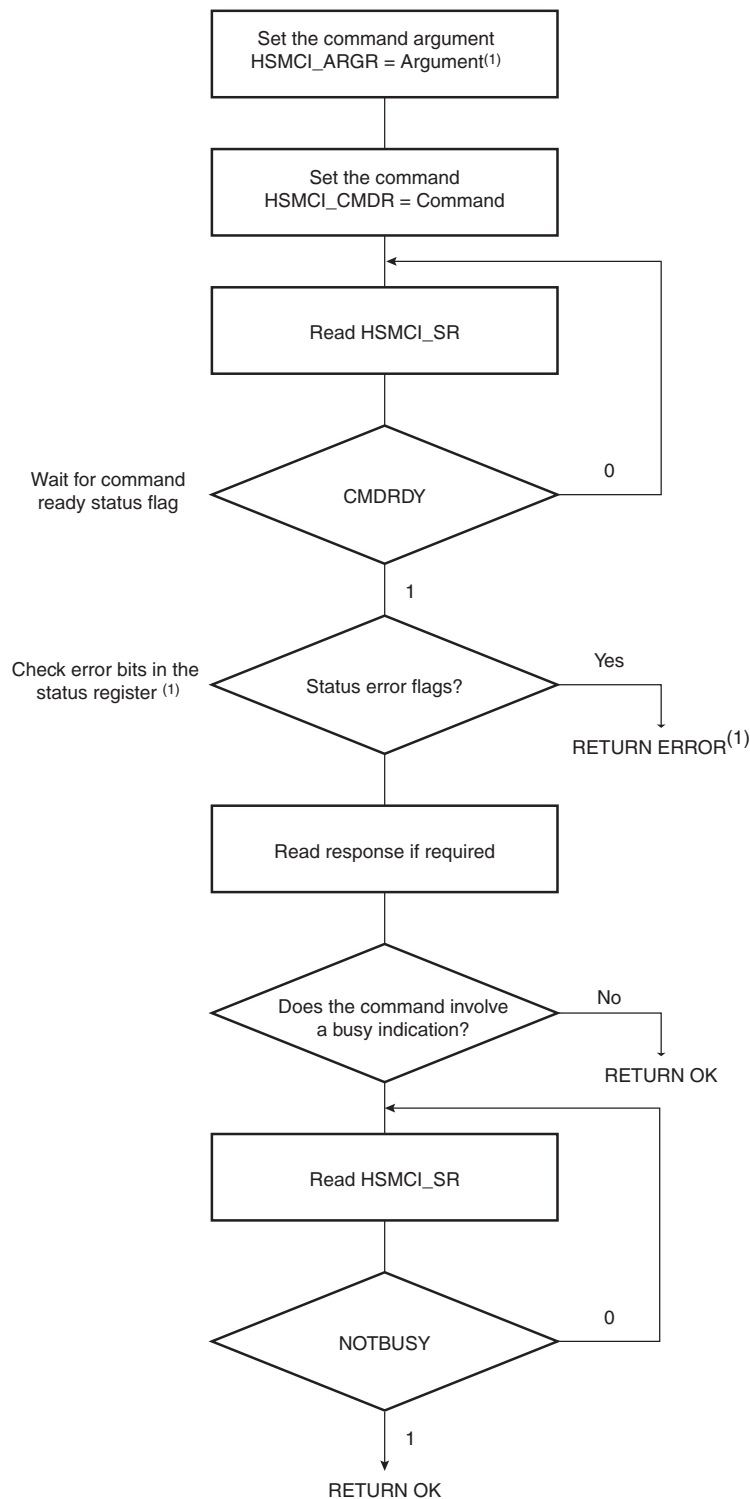 Set the command argument
HSMCI_ARGR = Argument(1)
Set the command
HSMCI_CMDR = Command
Read HSMCI_SR
Wait for command
ready status flag
CMDRDY
0
1
Check error bits in the
status register (1)
Status error flags?
Yes
RETURN ERROR(1)
Read response if required
Does the command involve
a busy indication?
No
RETURN OK
Read HSMCI_SR
NOTBUSY
0
1
RETURN OK